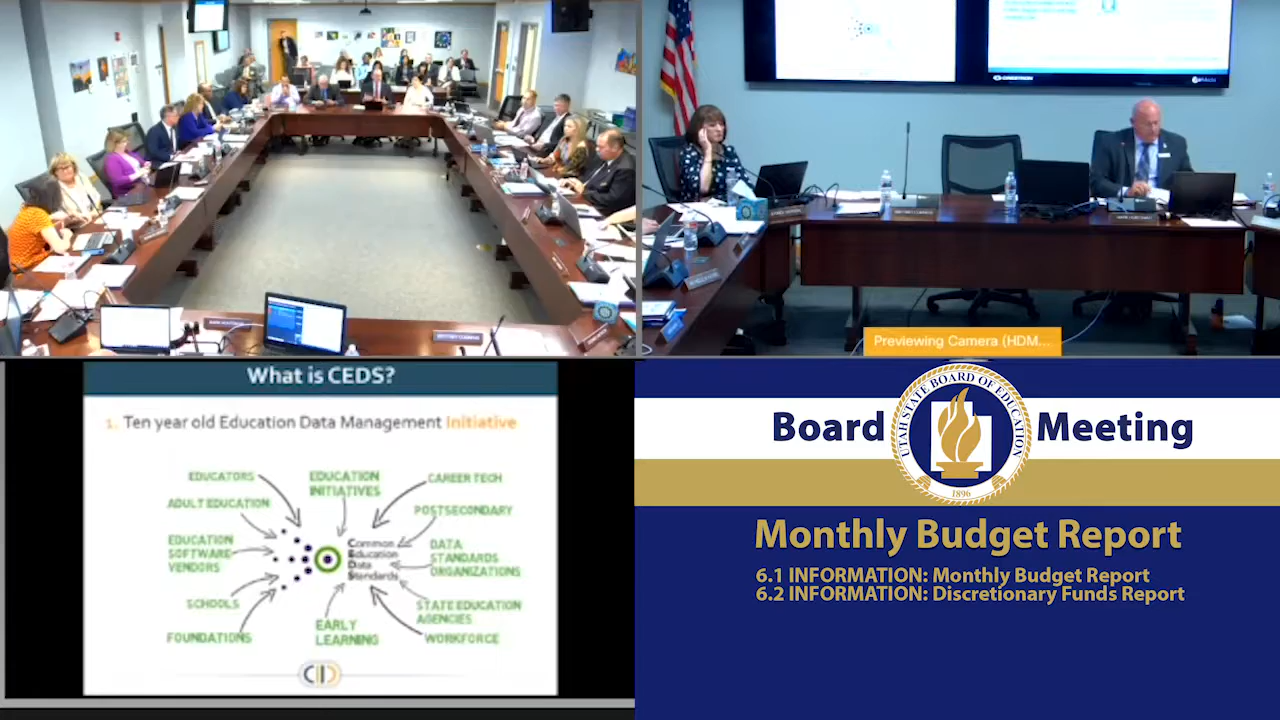 Previewing Camera (HDM...
What is CEDS?
1. Ten year old Education Data Management Initiative
EDUCATORS
EDUCATION
INITIATIVES
CAREER TECH
ADULT EDUCATION
POSTSECONDARY
EDUCATION
SOFTWARE
VENDORS
Common
Education
Data
Standards
DATA
STANDARDS
ORGANIZATIONS
SCHOOLS
STATE EDUCATION
AGENCIES
FOUNDATIONS
EARLY
LEARNING
WORKFORCE
Board Meeting
UTAH STATE BOARD OF EDUCATION
1896
Monthly Budget Report
6.1 INFORMATION: Monthly Budget Report
6.2 INFORMATION: Discretionary Funds Report